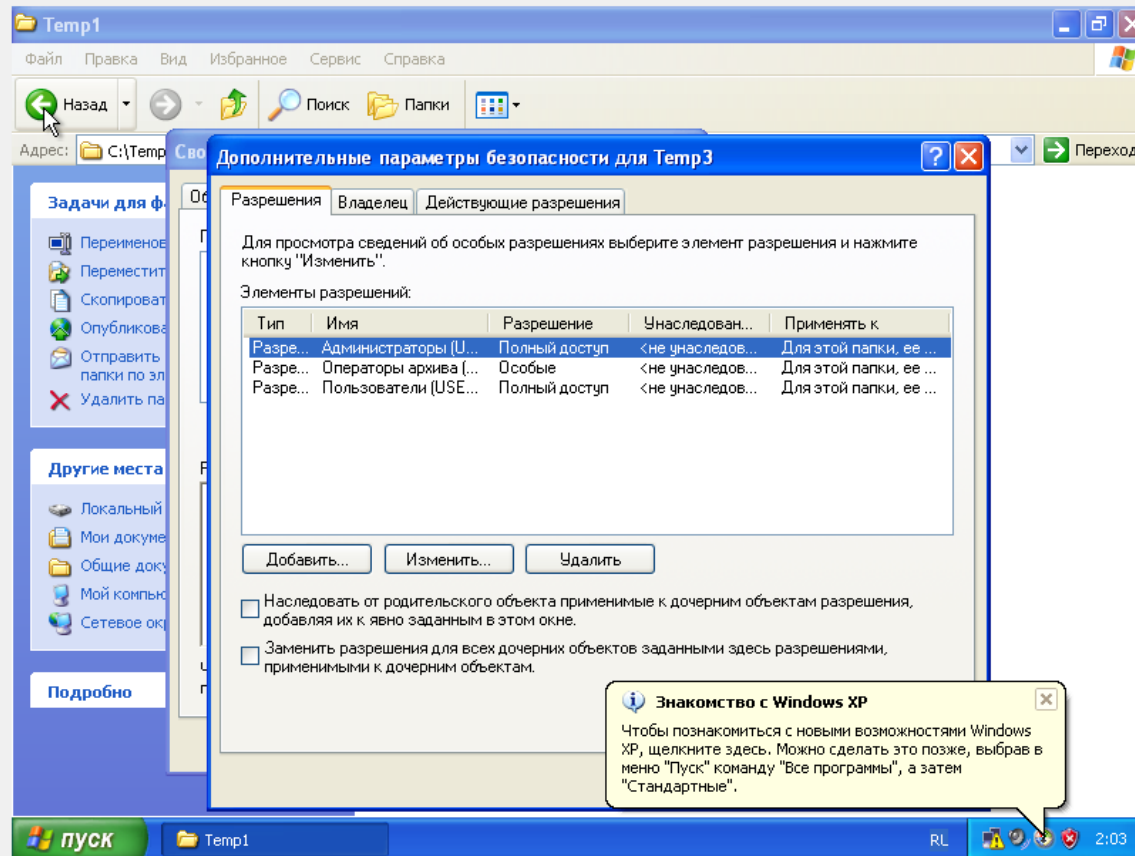 Temp1
Файл Правка Вид Избранное Сервис Справка
Назад Поиск Папки
Адрес: C:\Temp Переход
Задачи для ф
Переименов
Переместит
Скопироват
Опубликова
Отправить
папки по эл
Удалить па
Другие места
Локальный
Мои докуме
Общие доку
Мой компью
Сетевое окр
Подробно
Сво
Об
Дополнительные параметры безопасности для Temp3
Разрешения Владелец Действующие разрешения
Для просмотра сведений об особых разрешениях выберите элемент разрешения и нажмите
кнопку "Изменить".
Элементы разрешений:
Тип Имя Разрешение Унаследован... Применять к
Разре... Администраторы (U... Полный доступ <не унаследов... Для этой папки, ее ...
Разре... Операторы архива (... Особые <не унаследов... Для этой папки, ее ...
Разре... Пользователи (USE... Полный доступ <не унаследов... Для этой папки, ее ...
Добавить... Изменить... Удалить
Наследовать от родительского объекта применимые к дочерним объектам разрешения,
добавляя их к явно заданным в этом окне.
Заменить разрешения для всех дочерних объектов заданными здесь разрешениями,
применимыми к дочерним объектам.
Знакомство с Windows XP
Чтобы познакомиться с новыми возможностями Windows
XP, щелкните здесь. Можно сделать это позже, выбрав в
меню "Пуск" команду "Все программы", а затем
"Стандартные".
пуск Temp1 RL 2:03